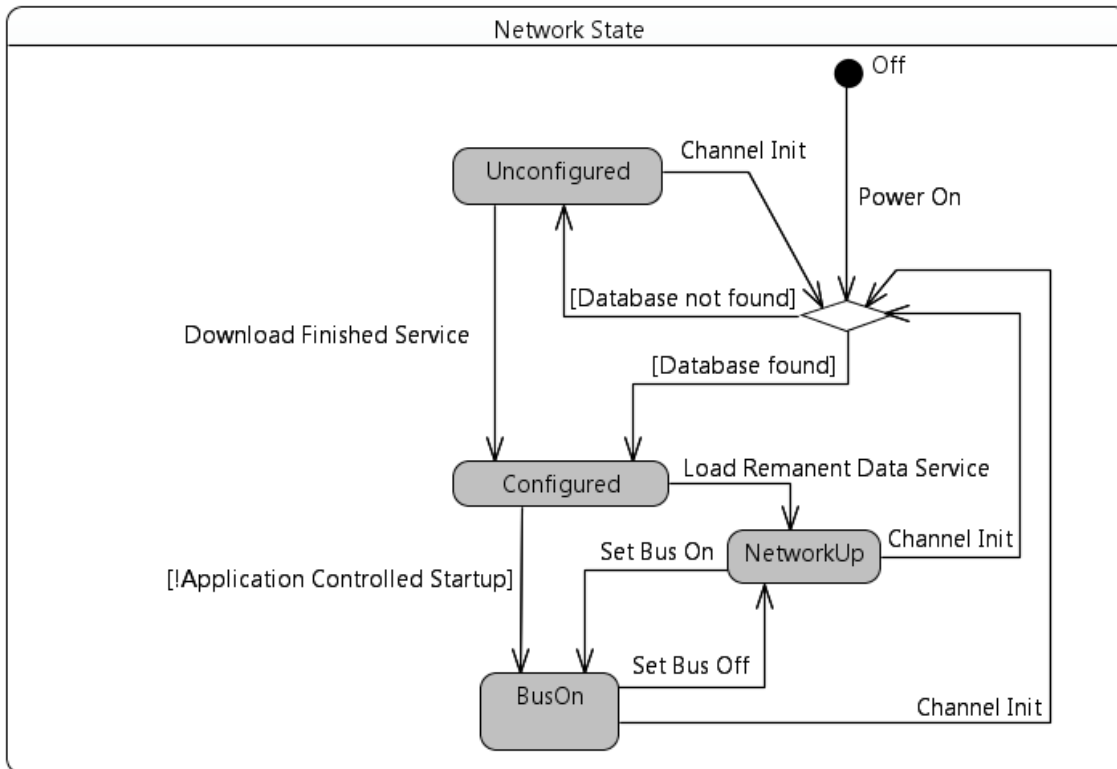 Network State
Off
Channel Init
Unconfigured
Power On
[Database not found]
Download Finished Service
[Database found]
Load Remanent Data Service
Configured
Channel Init
Set Bus On
NetworkUp
[!Application Controlled Startup]
Set Bus Off
BusOn
Channel Init